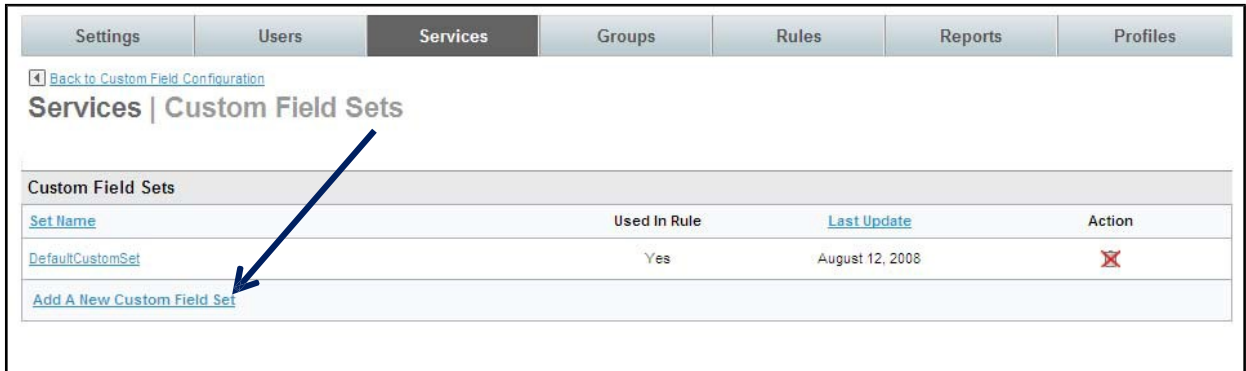 Settings Users Services Groups Rules Reports Profiles
Back to Custom Field Configuration
Services | Custom Field Sets
Custom Field Sets
Set Name Used In Rule Last Update Action
DefaultCustomSet Yes August 12, 2008
Add A New Custom Field Set